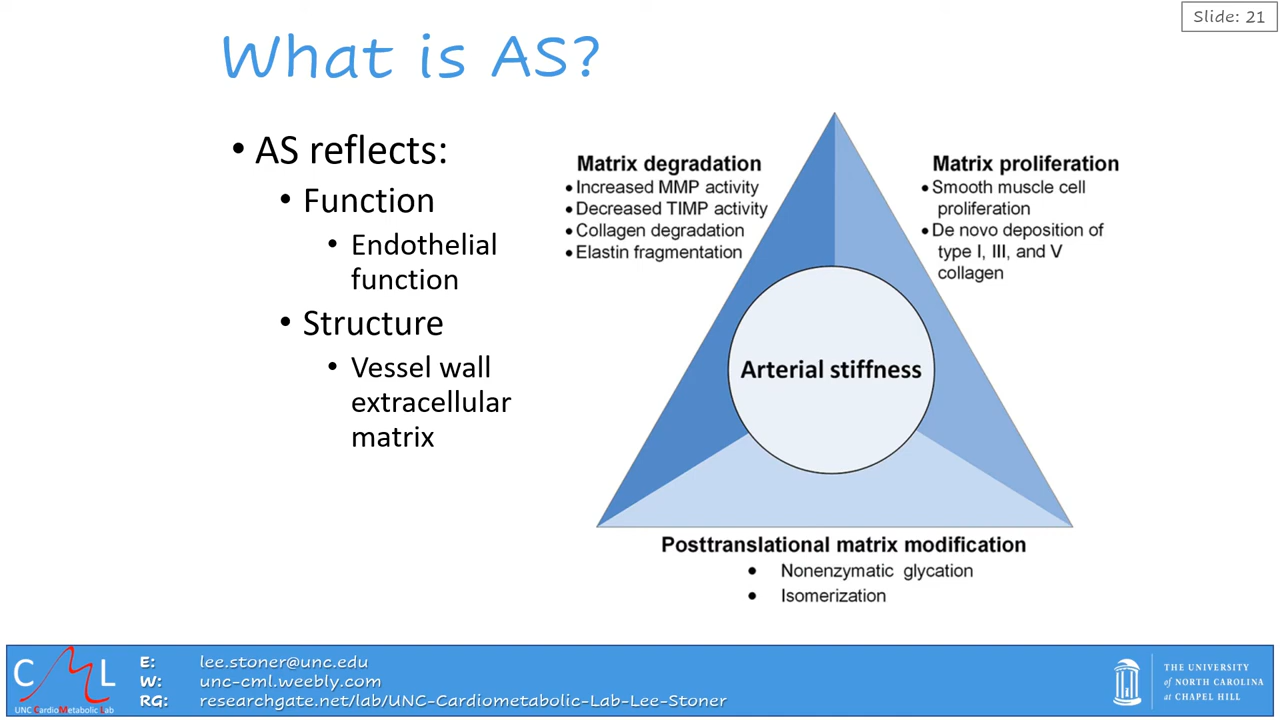 Slide: 21
What is AS?
• AS reflects:
• Function
• Endothelial
function
• Structure
• Vessel wall
extracellular
matrix
Matrix degradation
• Increased MMP activity
• Decreased TIMP activity
• Collagen degradation
• Elastin fragmentation
Matrix proliferation
• Smooth muscle cell
proliferation
• De novo deposition of
type I, III, and V
collagen
Arterial stiffness
Posttranslational matrix modification
• Nonenzymatic glycation
• Isomerization
CML
UNC CardioMetabolic Lab
E: lee.stoner@unc.edu
W: unc-cml.weebly.com
RG: researchgate.net/lab/UNC-Cardiometabolic-Lab-Lee-Stoner
THE UNIVERSITY
of NORTH CAROLINA
at CHAPEL HILL